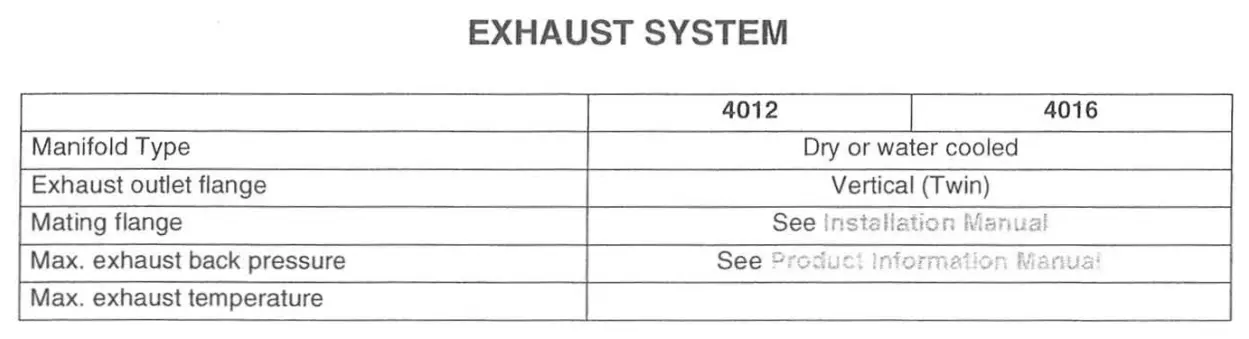 EXHAUST SYSTEM
4012 4016
Manifold Type Dry or water cooled
Exhaust outlet flange Vertical (Twin)
Mating flange See Installation Manual
Max. exhaust back pressure See Product Information Manual
Max. exhaust temperature